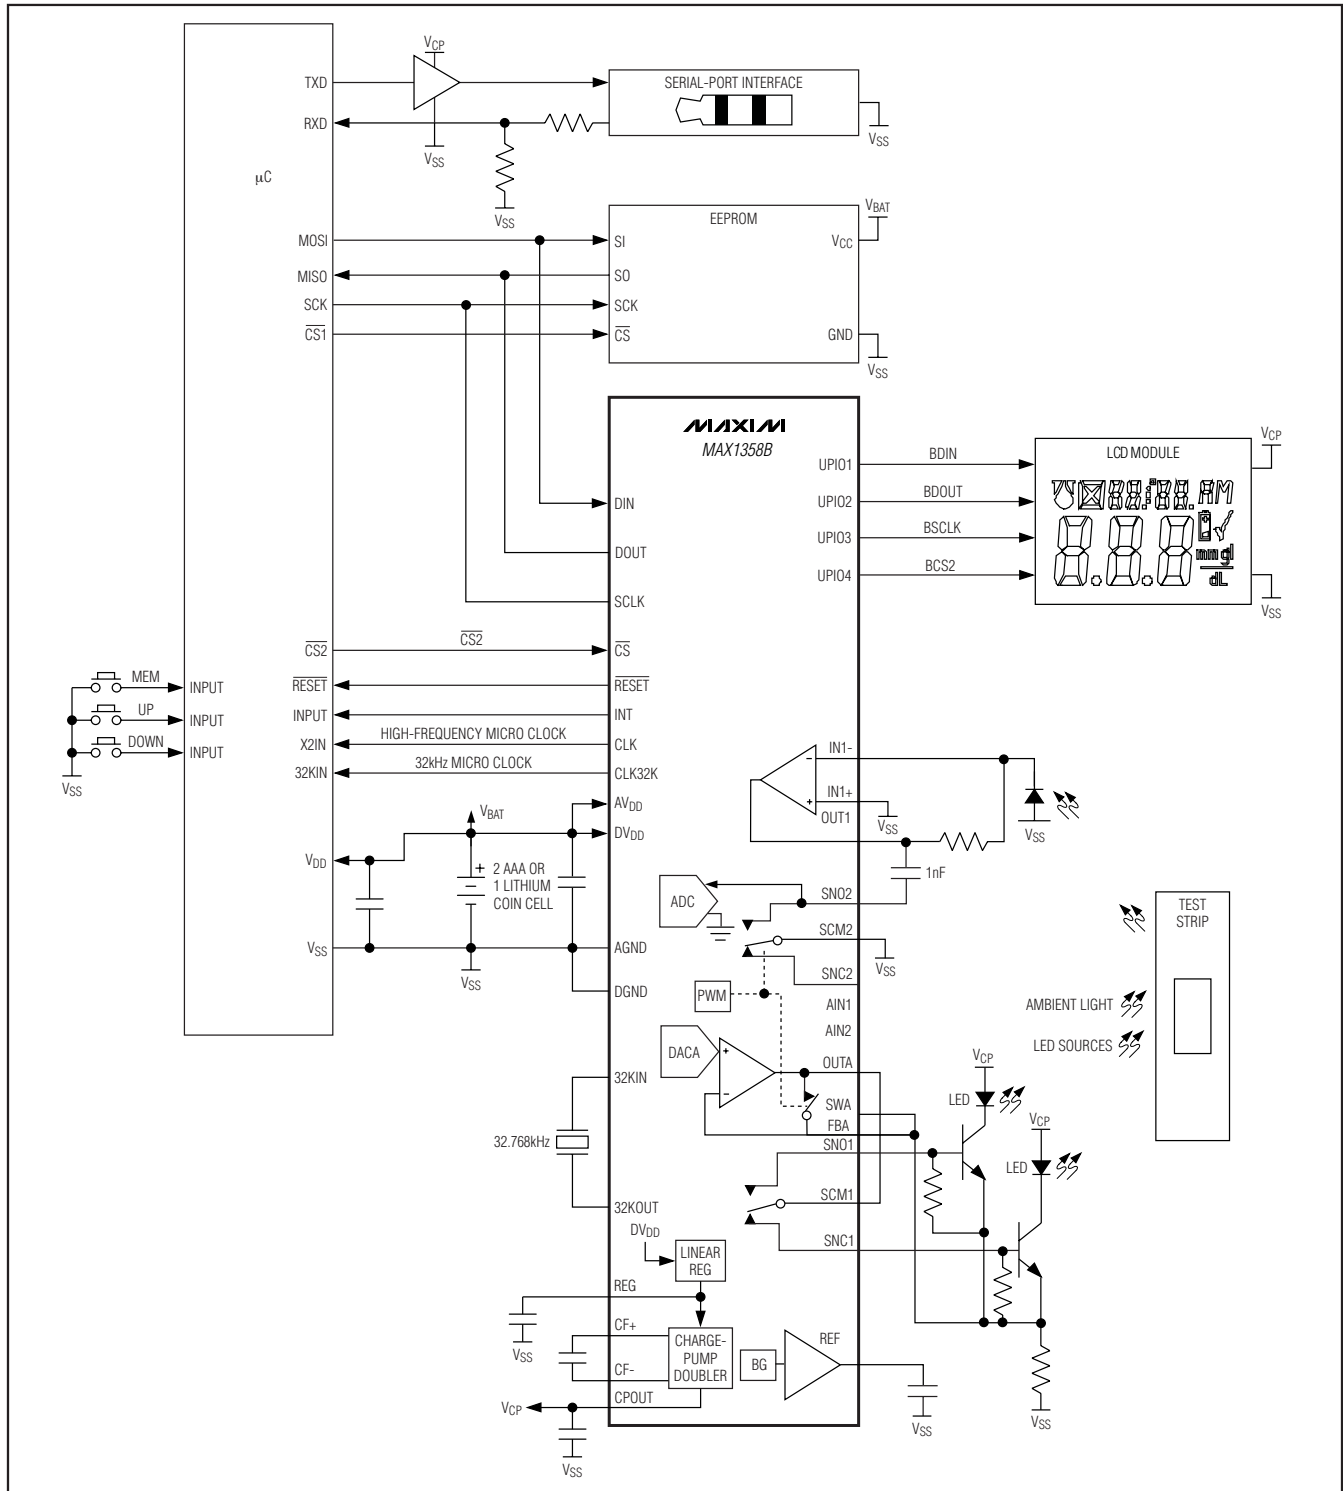 VCP
TXD
SERIAL-PORT INTERFACE
RXD
VSS
VSS
μC
VSS
VBAT
EEPROM
MOSI
SI
VCC
MISO
SO
SCK
SCK
CS1
CS
GND
VSS
MAXIM
MAX1358B
VCP
LCD MODULE
UPIO1
BDIN
88:88. AM
UPIO2
BDOUT
DIN
UPIO3
BSCLK
8.8.8
mmgl
dL
DOUT
UPIO4
BCS2
SCLK
VSS
CS2
CS2
CS
MEM
INPUT
RESET
RESET
UP
INPUT
INPUT
INT
DOWN
INPUT
X2IN
HIGH-FREQUENCY MICRO CLOCK
CLK
32KIN
32kHz MICRO CLOCK
CLK32K
VSS
IN1-
-
IN1+
+
OUT1
VSS
VSS
AVDD
VBAT
DVDD
VDD
+ 2 AAA OR
1 LITHIUM
COIN CELL
1nF
ADC
SNO2
TEST
STRIP
SCM2
VSS
VSS
AGND
VSS
SNC2
DGND
PWM
AIN1
AMBIENT LIGHT
AIN2
LED SOURCES
DACA
+
-
OUTA
VCP
32KIN
SWA
LED
FBA
VCP
32.768kHz
SNO1
LED
SCM1
32KOUT
DVDD
LINEAR
REG
SNC1
REG
VSS
CF+
CHARGE-
PUMP
DOUBLER
CF-
BG
REF
CPOUT
VCP
VSS
VSS
VSS